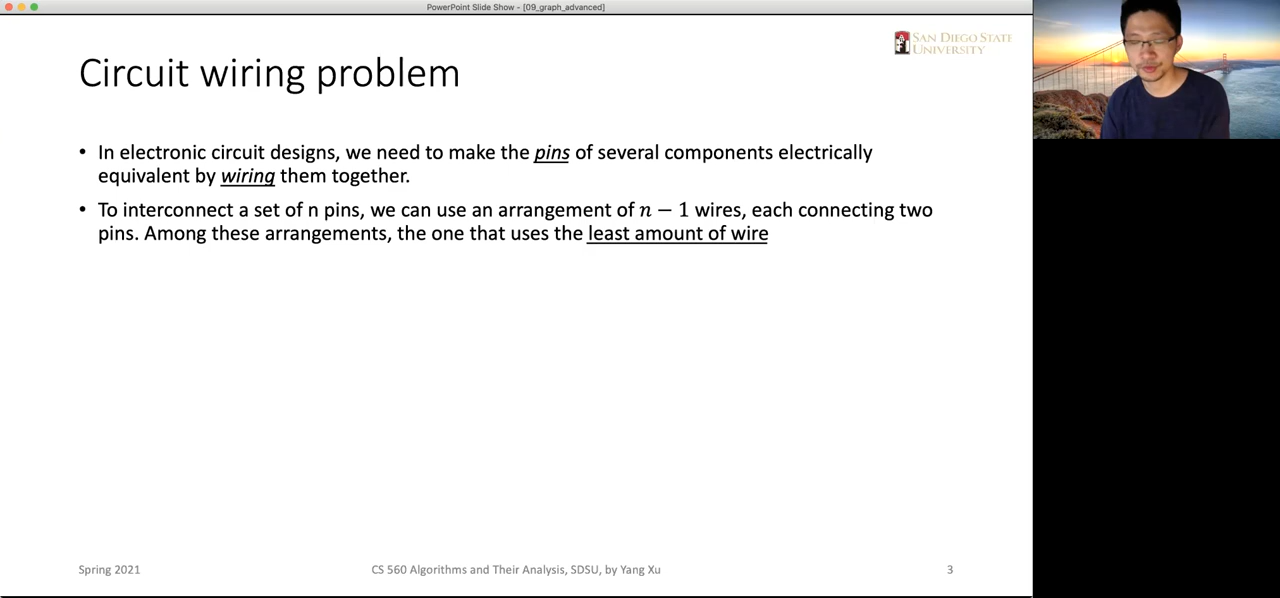 PowerPoint Slide Show - [09_graph_advanced]
SAN DIEGO STATE
UNIVERSITY
Circuit wiring problem
• In electronic circuit designs, we need to make the pins of several components electrically
equivalent by wiring them together.
• To interconnect a set of n pins, we can use an arrangement of n − 1 wires, each connecting two
pins. Among these arrangements, the one that uses the least amount of wire
Spring 2021
CS 560 Algorithms and Their Analysis, SDSU, by Yang Xu
3